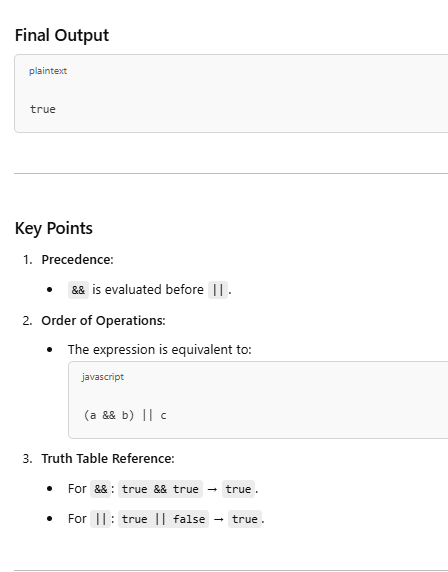 Final Output
plaintext
true
Key Points
1. Precedence:
• && is evaluated before ||.
2. Order of Operations:
• The expression is equivalent to:
javascript
(a && b) || c
3. Truth Table Reference:
• For &&: true && true → true.
• For ||: true || false → true.